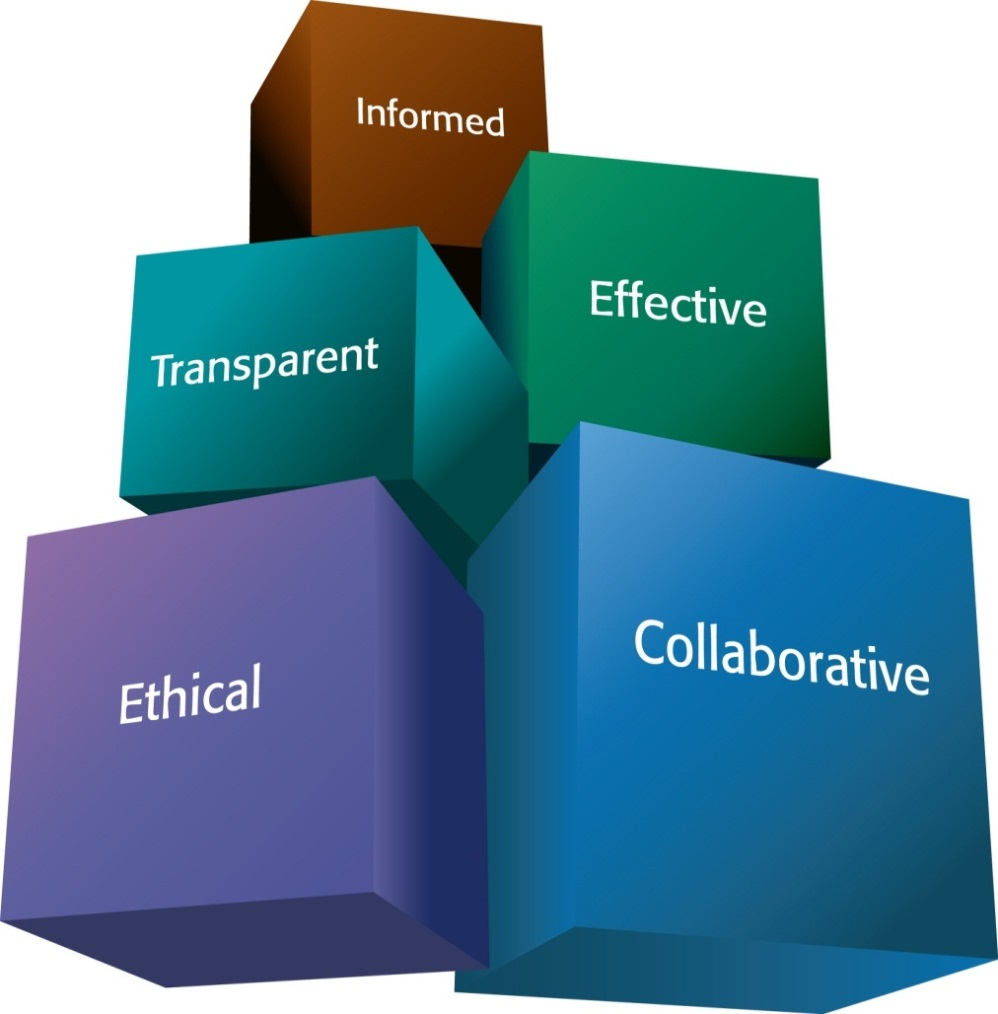 Informed
Effective
Transparent
Collaborative
Ethical